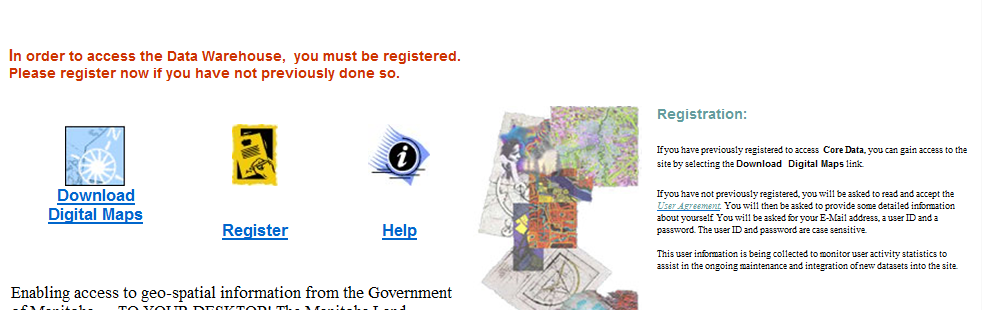 In order to access the Data Warehouse, you must be registered.
Please register now if you have not previously done so.
Download
Digital Maps
Register
Help
Enabling access to geo-spatial information from the Government
of Manitoba TO YOUR DESKTOP! The Manitoba Land
Registration:
If you have previously registered to access Core Data, you can gain access to the
site by selecting the Download Digital Maps link.
If you have not previously registered, you will be asked to read and accept the
User Agreement. You will then be asked to provide some detailed information
about yourself. You will be asked for your E-Mail address, a user ID and a
password. The user ID and password are case sensitive.
This user information is being collected to monitor user activity statistics to
assist in the ongoing maintenance and integration of new datasets into the site.